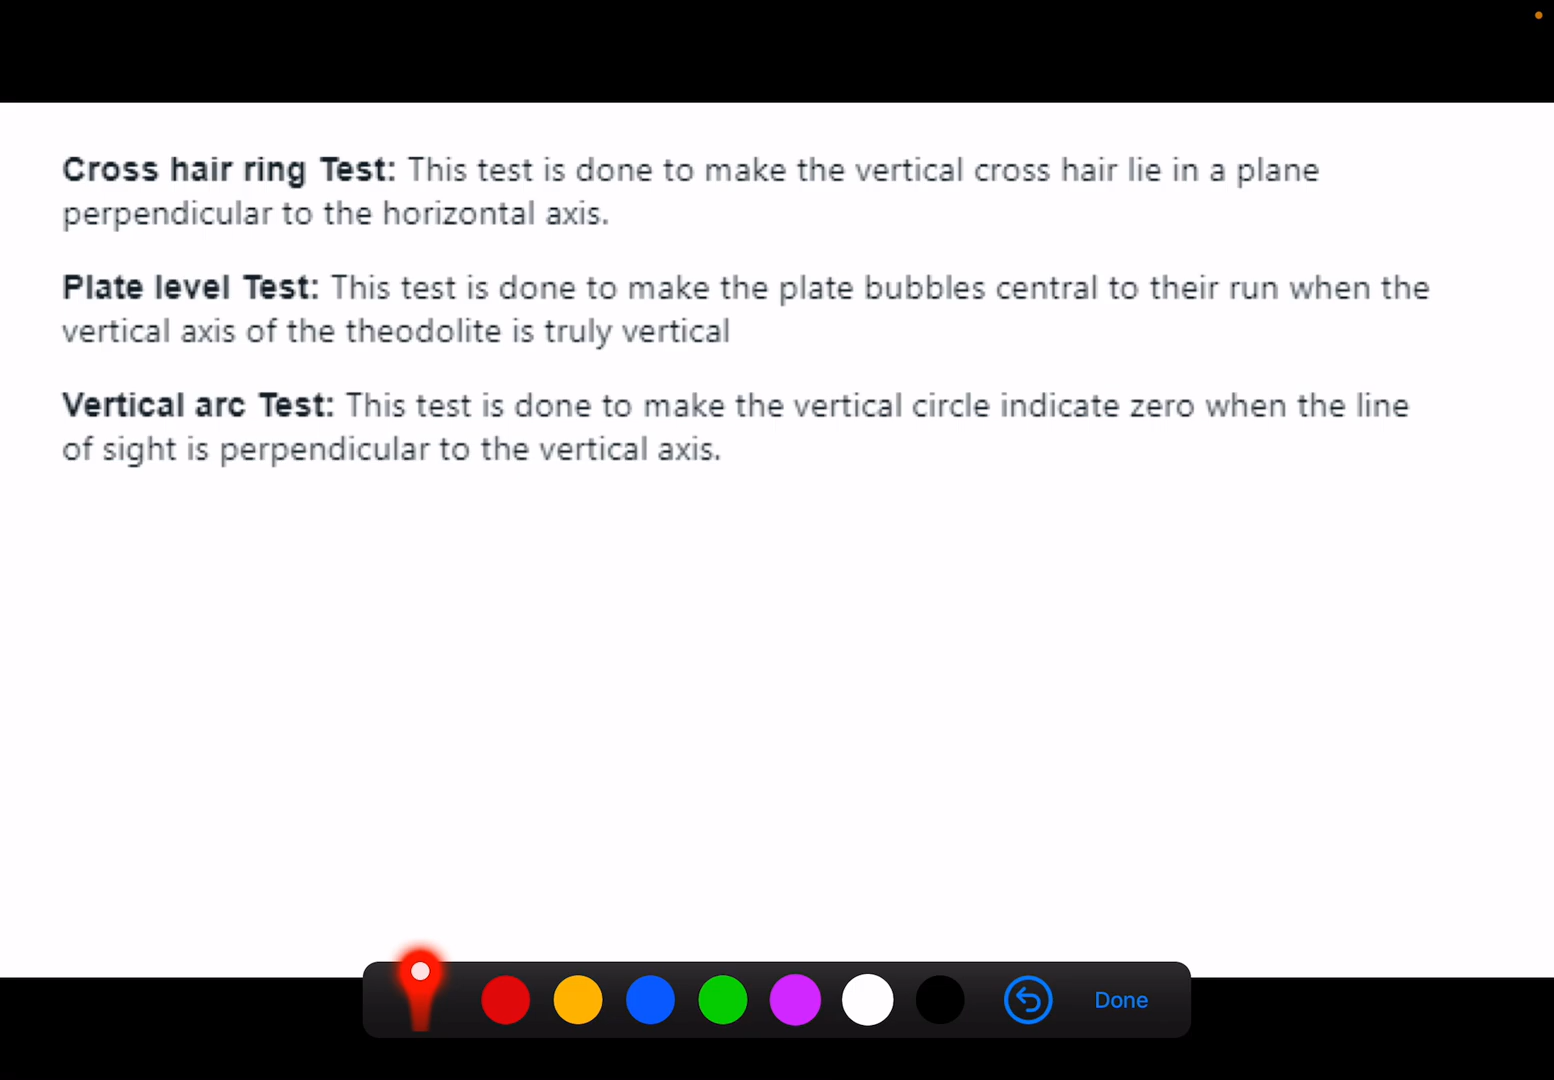 Cross hair ring Test: This test is done to make the vertical cross hair lie in a plane
perpendicular to the horizontal axis.
Plate level Test: This test is done to make the plate bubbles central to their run when the
vertical axis of the theodolite is truly vertical
Vertical arc Test: This test is done to make the vertical circle indicate zero when the line
of sight is perpendicular to the vertical axis.
Done